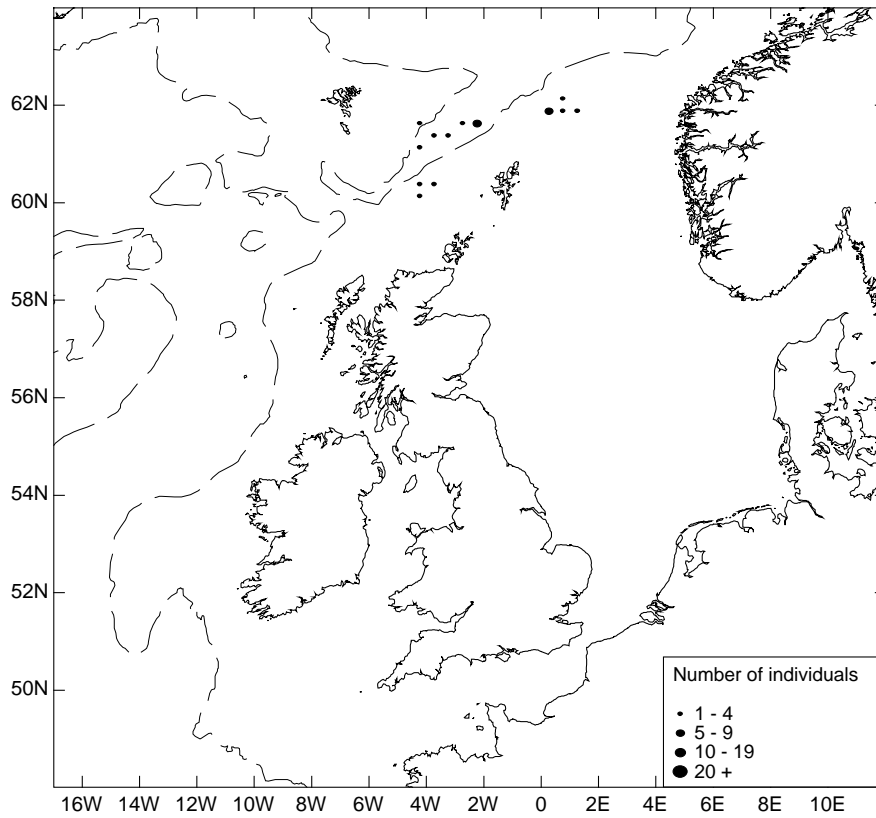 62N
60N
58N
56N
54N
52N
50N
Number of individuals
1 - 4
5 - 9
10 - 19
20 +
16W 14W 12W 10W 8W 6W 4W 2W 0 2E 4E 6E 8E 10E